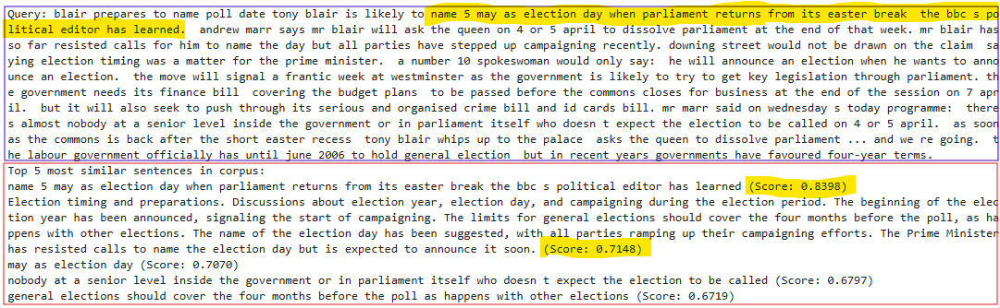 Query: blair prepares to name poll date tony blair is likely to name 5 may as election day when parliament returns from its easter break  the bbc s po
litical editor has learned.  andrew marr says mr blair will ask the queen on 4 or 5 april to dissolve parliament at the end of that week. mr blair has
so far resisted calls for him to name the day but all parties have stepped up campaigning recently. downing street would not be drawn on the claim  sa
ying election timing was a matter for the prime minister.  a number 10 spokeswoman would only say:  he will announce an election when he wants to anno
unce an election.  the move will signal a frantic week at westminster as the government is likely to try to get key legislation through parliament. th
e government needs its finance bill  covering the budget plans  to be passed before the commons closes for business at the end of the session on 7 apr
il.  but it will also seek to push through its serious and organised crime bill and id cards bill. mr marr said on wednesday s today programme:  there
s almost nobody at a senior level inside the government or in parliament itself who doesn t expect the election to be called on 4 or 5 april.  as soon
as the commons is back after the short easter recess  tony blair whips up to the palace  asks the queen to dissolve parliament ... and we re going.  t
he labour government officially has until june 2006 to hold general election  but in recent years governments have favoured four-year terms.
Top 5 most similar sentences in corpus:
name 5 may as election day when parliament returns from its easter break the bbc s political editor has learned (Score: 0.8398)
Election timing and preparations. Discussions about election year, election day, and campaigning during the election period. The beginning of the elec
tion year has been announced, signaling the start of campaigning. The limits for general elections should cover the four months before the poll, as ha
ppens with other elections. The name of the election day has been suggested, with all parties ramping up their campaigning efforts. The Prime Minister
has resisted calls to name the election day but is expected to announce it soon. (Score: 0.7148)
may as election day (Score: 0.7070)
nobody at a senior level inside the government or in parliament itself who doesn t expect the election to be called (Score: 0.6797)
general elections should cover the four months before the poll as happens with other elections (Score: 0.6719)